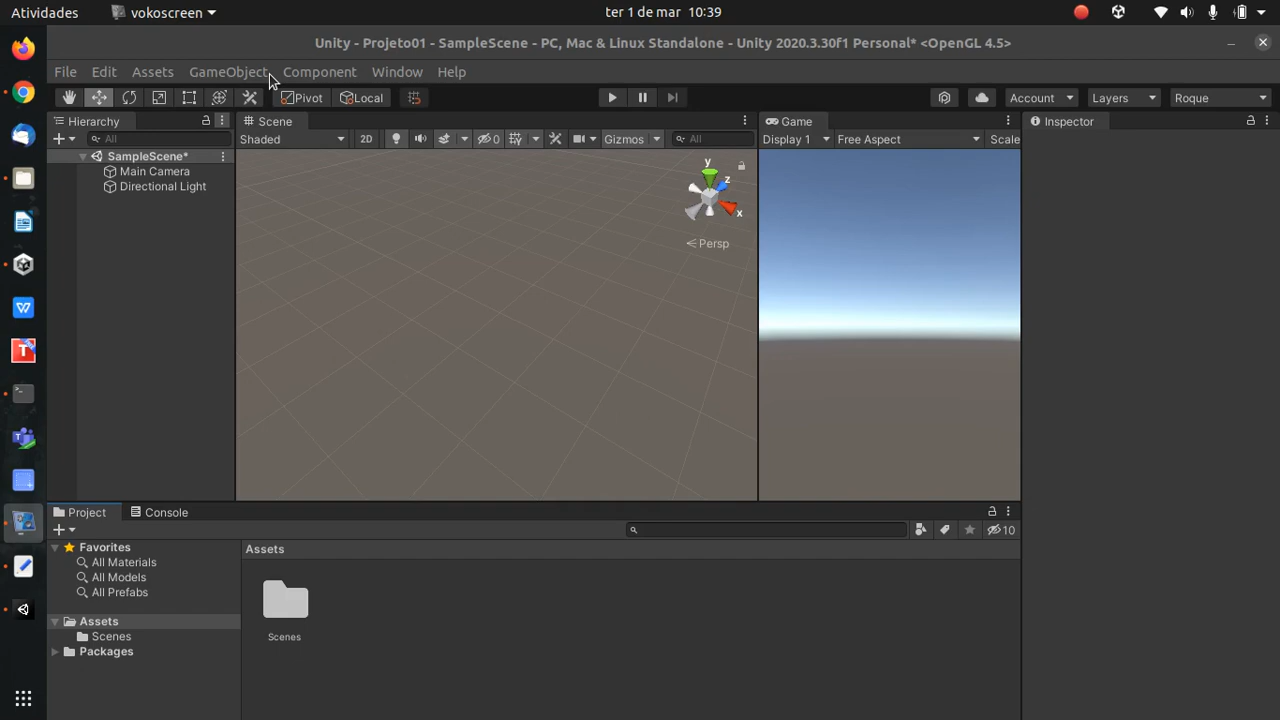 Atividades vokoscreen ter 1 de mar 10:39
Unity - Projeto01 - SampleScene - PC, Mac & Linux Standalone - Unity 2020.3.30f1 Personal* <OpenGL 4.5>
File Edit Assets GameObject Component Window Help
Pivot Local Account Layers Roque
Hierarchy Scene Game Inspector
All Shaded 2D 0 Gizmos All Display 1 Free Aspect Scale
SampleScene*
Main Camera
Directional Light
y
z
x
Persp
Project Console
10
Favorites Assets
All Materials
All Models
All Prefabs
Assets
Scenes Scenes
Packages